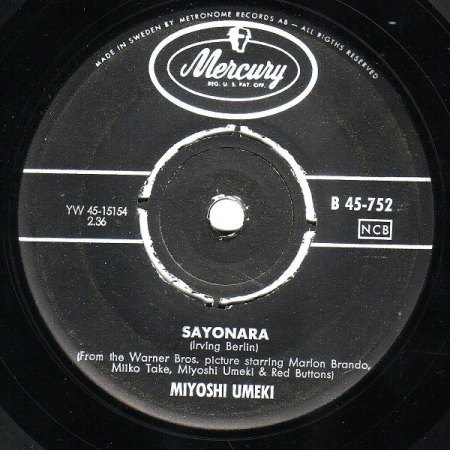 MADE IN SWEDEN BY METRONOME RECORDS AB — ALL RIGTHS RESERVED
Mercury
REG. U. S. PAT. OFF.
YW 45-15154
2.36
B 45-752
NCB
SAYONARA
(Irving Berlin)
(From the Warner Bros. picture starring Marlon Brando,
Miiko Take, Miyoshi Umeki & Red Buttons)
MIYOSHI UMEKI